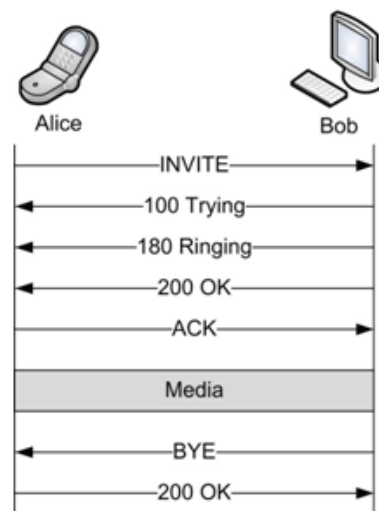 Alice
Bob
INVITE
100 Trying
180 Ringing
200 OK
ACK
Media
BYE
200 OK